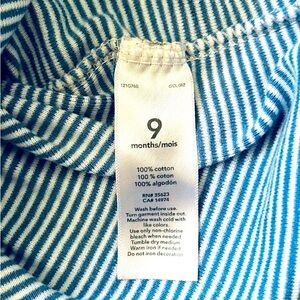 121G766
9
months/mois
100% cotton
100 % coton
100% algodón
RN# 35623
CA# 14974
Wash before use.
Turn garment inside out.
Machine wash cold with
like colors.
Use only non-chlorine
bleach when needed
Tumble dry medium
Warm iron if needed
Do not iron decoration